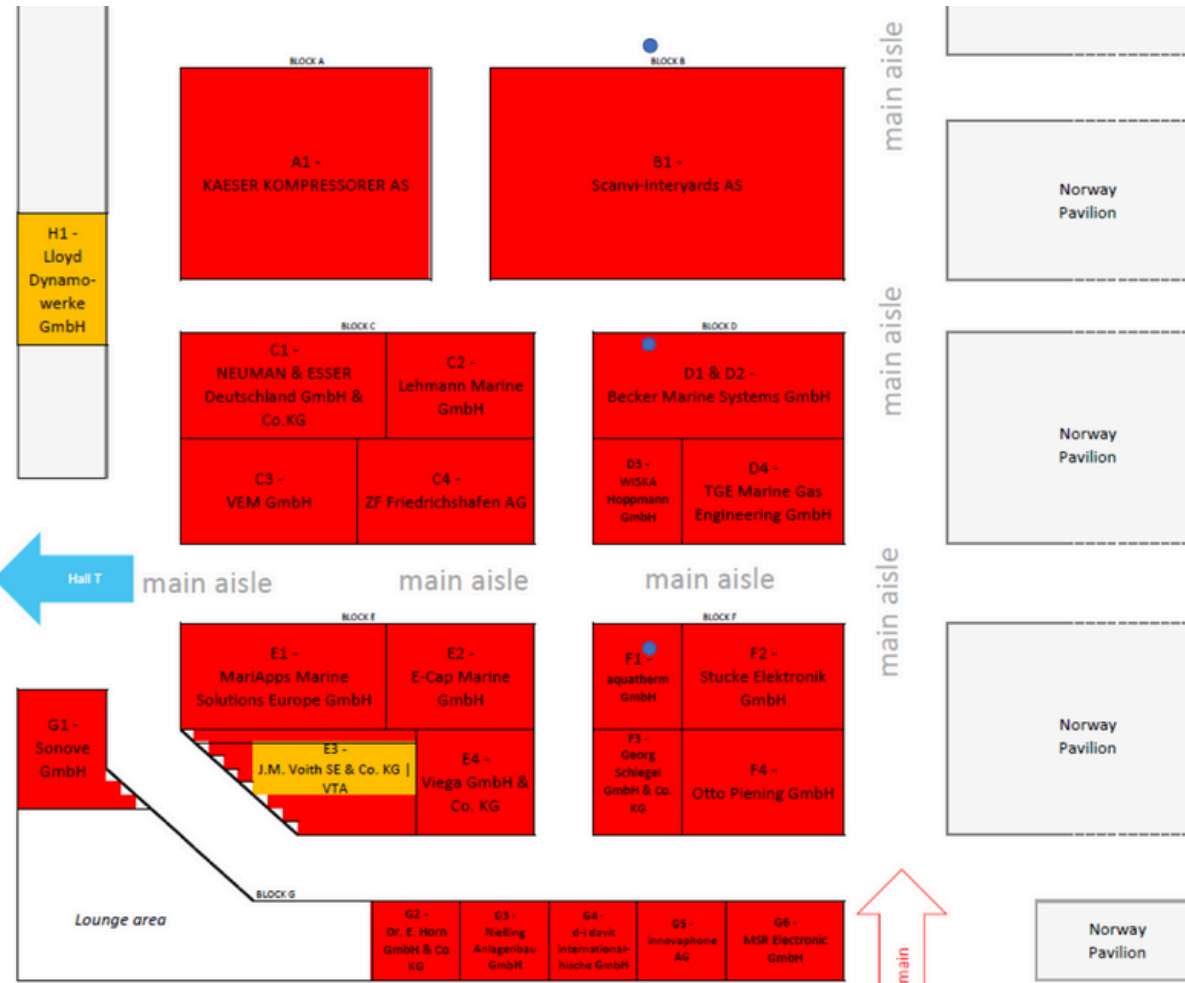 BLOCK A
BLOCK B
main aisle
A1 -
KAESER KOMPRESSORER AS
B1 -
Scanvi-Interyards AS
Norway
Pavilion
H1 -
Lloyd
Dynamo-
werke
GmbH
main aisle
BLOCK C
BLOCK D
C1 -
NEUMAN & ESSER
Deutschland GmbH &
Co.KG
C2 -
Lehmann Marine
GmbH
D1 & D2 -
Becker Marine Systems GmbH
Norway
Pavilion
C3 -
VEM GmbH
C4 -
ZF Friedrichshafen AG
D3 -
WISKA
Hoppmann
GmbH
D4 -
TGE Marine Gas
Engineering GmbH
Hall T
main aisle
main aisle
main aisle
main aisle
BLOCK E
BLOCK F
E1 -
MariApps Marine
Solutions Europe GmbH
E2 -
E-Cap Marine
GmbH
F1 -
aquatherm
GmbH
F2 -
Stucke Elektronik
GmbH
Norway
Pavilion
G1 -
Sonove
GmbH
E3 -
J.M. Voith SE & Co. KG |
VTA
E4 -
Viega GmbH &
Co. KG
F3 -
Georg
Schlegel
GmbH & Co.
KG
F4 -
Otto Piening GmbH
BLOCK G
Lounge area
G2 -
Dr. E. Horn
GmbH & Co
KG
G3 -
Nießing
Anlagenbau
GmbH
G4 -
d-i davit
international-
hische GmbH
G5 -
innovaphone
AG
G6 -
MSR Electronic
GmbH
main
Norway
Pavilion